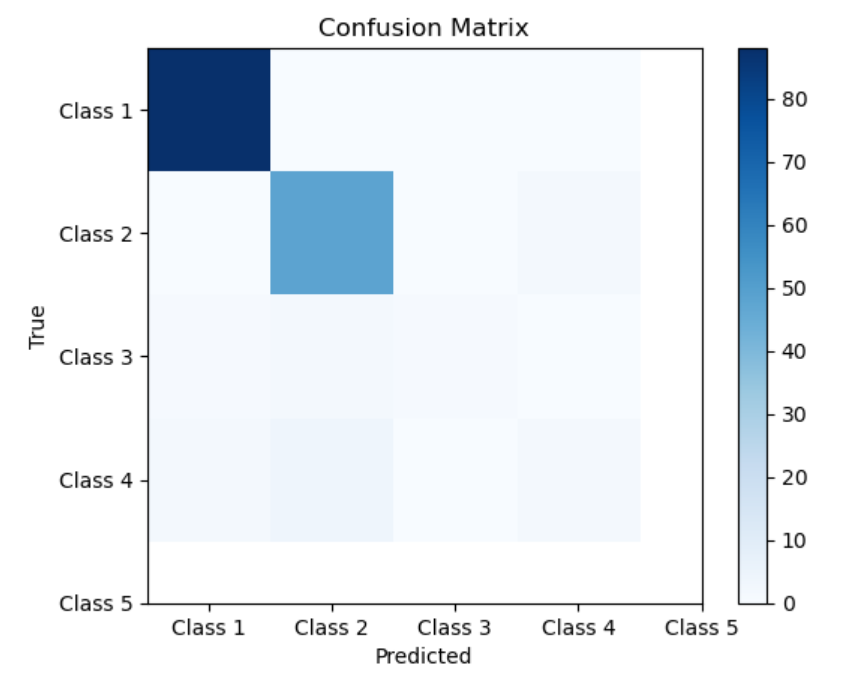 Confusion Matrix
Class 1
Class 2
Class 3
Class 4
Class 5
True
Class 1 Class 2 Class 3 Class 4 Class 5
Predicted
80
70
60
50
40
30
20
10
0